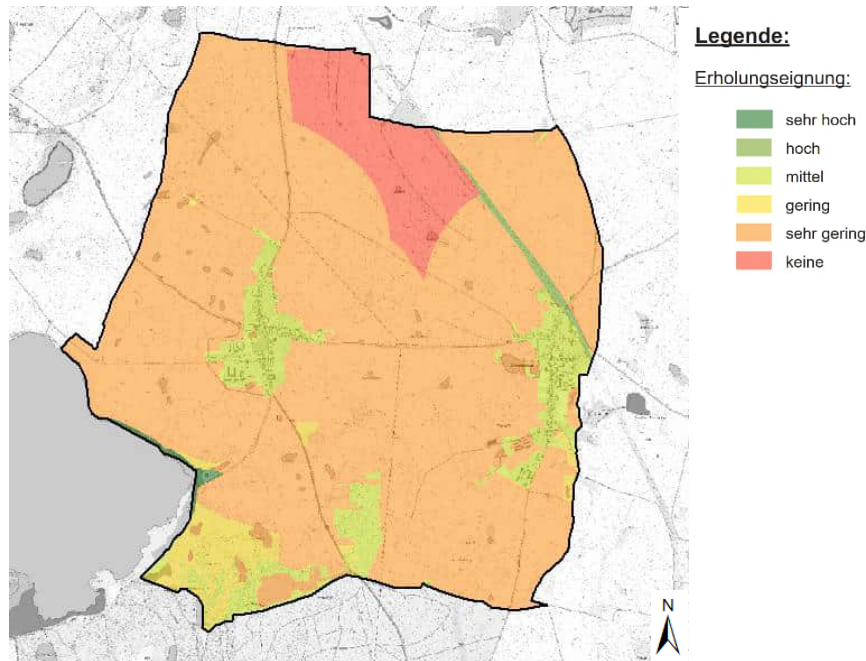 Legende:
Erholungseignung:
sehr hoch
hoch
mittel
gering
sehr gering
keine
N